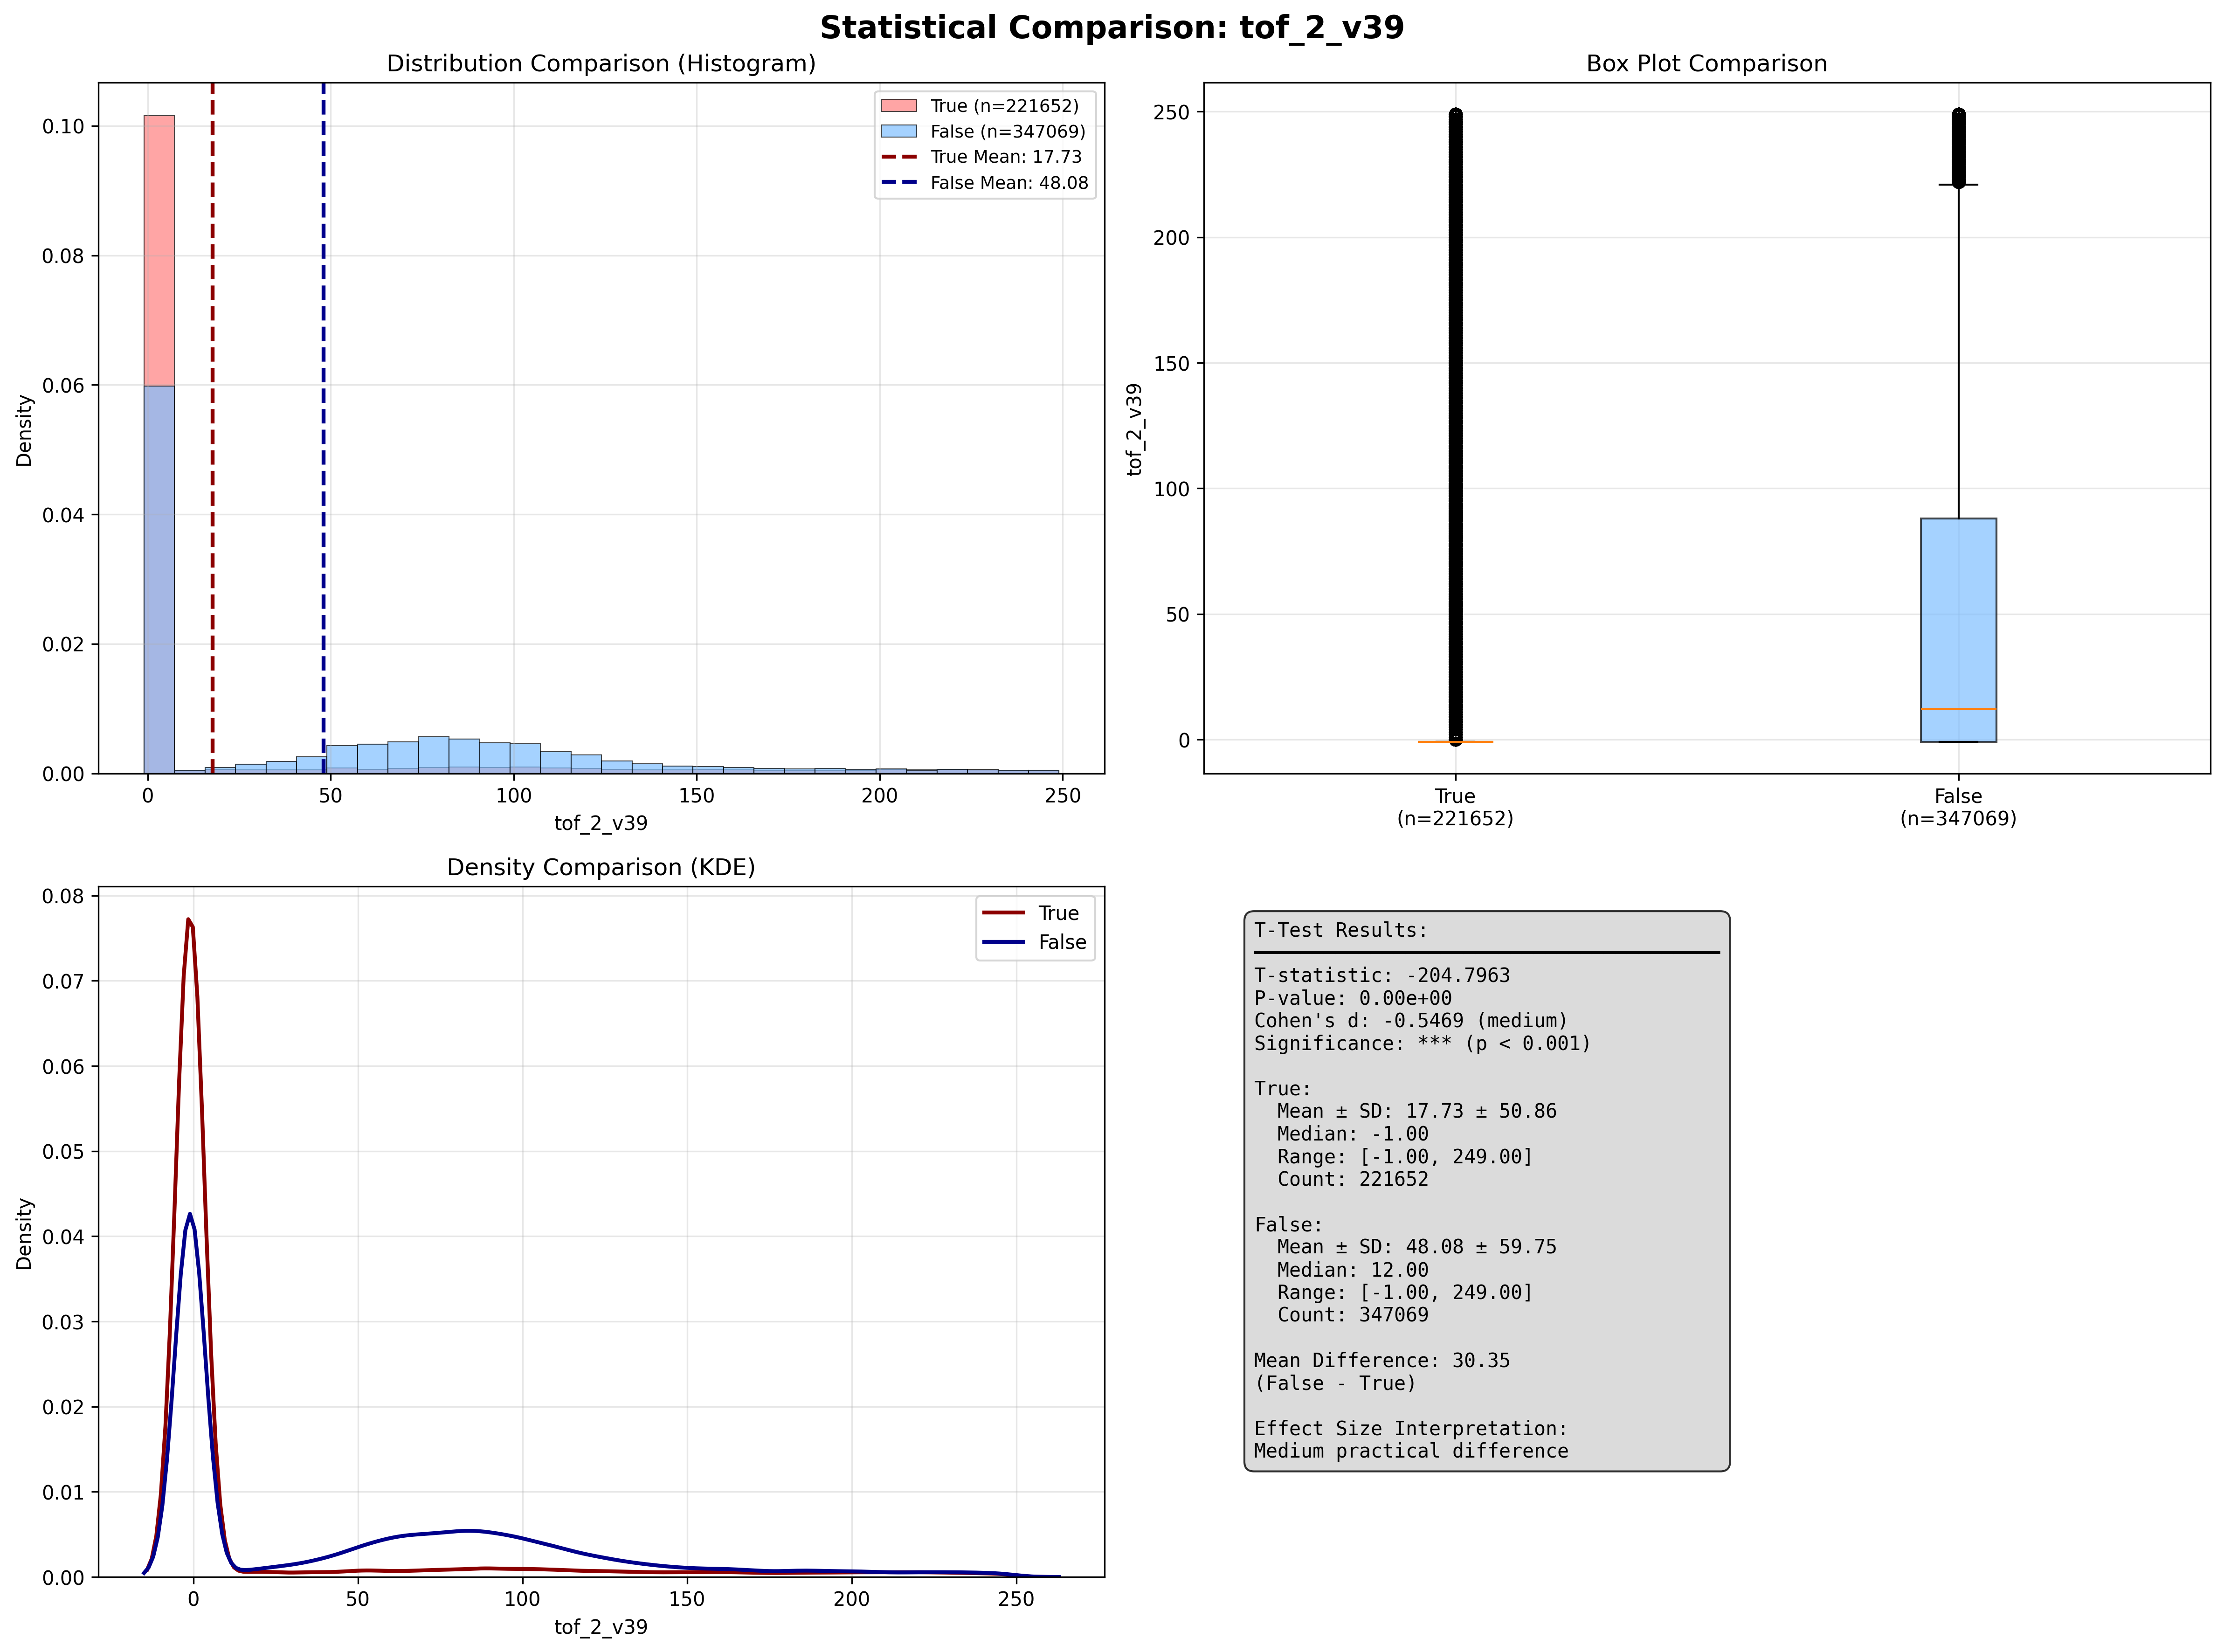 Statistical Comparison: tof_2_v39
Distribution Comparison (Histogram)
Density
0.10
0.08
0.06
0.04
0.02
0.00
True (n=221652)
False (n=347069)
True Mean: 17.73
False Mean: 48.08
0
50
100
150
200
250
tof_2_v39
Box Plot Comparison
tof_2_v39
250
200
150
100
50
0
True
(n=221652)
False
(n=347069)
Density Comparison (KDE)
Density
0.08
0.07
0.06
0.05
0.04
0.03
0.02
0.01
0.00
True
False
0
50
100
150
200
250
tof_2_v39
T-Test Results:
T-statistic: -204.7963
P-value: 0.00e+00
Cohen's d: -0.5469 (medium)
Significance: *** (p < 0.001)
True:
Mean ± SD: 17.73 ± 50.86
Median: -1.00
Range: [-1.00, 249.00]
Count: 221652
False:
Mean ± SD: 48.08 ± 59.75
Median: 12.00
Range: [-1.00, 249.00]
Count: 347069
Mean Difference: 30.35
(False - True)
Effect Size Interpretation:
Medium practical difference